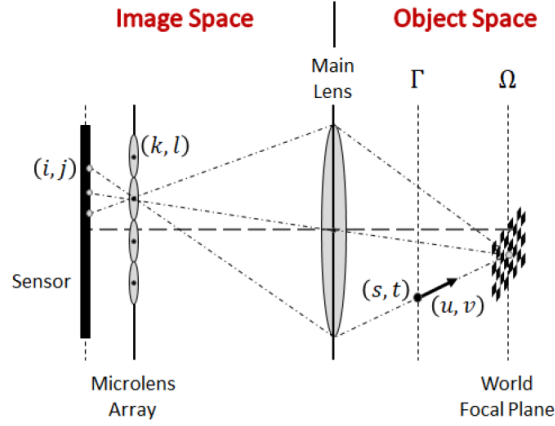 Image Space
Object Space
Main
Lens
Γ
Ω
(k, l)
(i, j)
(s, t)
(u, v)
Sensor
Microlens
Array
World
Focal Plane